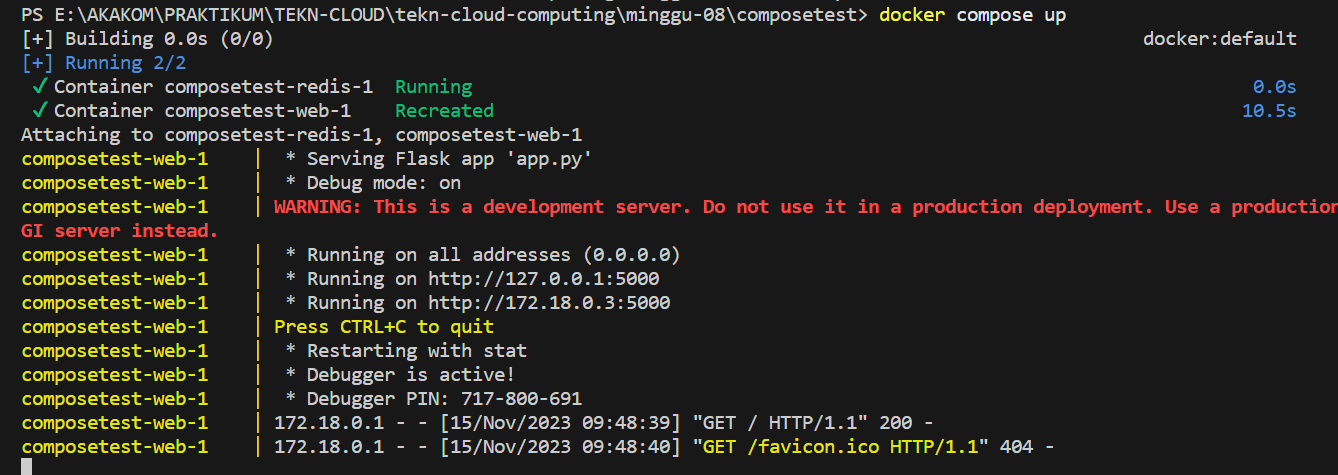 PS E:\AKAKOM\PRAKTIKUM\TEKN-CLOUD\tekn-cloud-computing\minggu-08\composetest> docker compose up
[+] Building 0.0s (0/0) docker:default
[+] Running 2/2
✔ Container composetest-redis-1 Running 0.0s
✔ Container composetest-web-1 Recreated 10.5s
Attaching to composetest-redis-1, composetest-web-1
composetest-web-1 | * Serving Flask app 'app.py'
composetest-web-1 | * Debug mode: on
composetest-web-1 | WARNING: This is a development server. Do not use it in a production deployment. Use a production
GI server instead.
composetest-web-1 | * Running on all addresses (0.0.0.0)
composetest-web-1 | * Running on http://127.0.0.1:5000
composetest-web-1 | * Running on http://172.18.0.3:5000
composetest-web-1 | Press CTRL+C to quit
composetest-web-1 | * Restarting with stat
composetest-web-1 | * Debugger is active!
composetest-web-1 | * Debugger PIN: 717-800-691
composetest-web-1 | 172.18.0.1 - - [15/Nov/2023 09:48:39] "GET / HTTP/1.1" 200 -
composetest-web-1 | 172.18.0.1 - - [15/Nov/2023 09:48:40] "GET /favicon.ico HTTP/1.1" 404 -